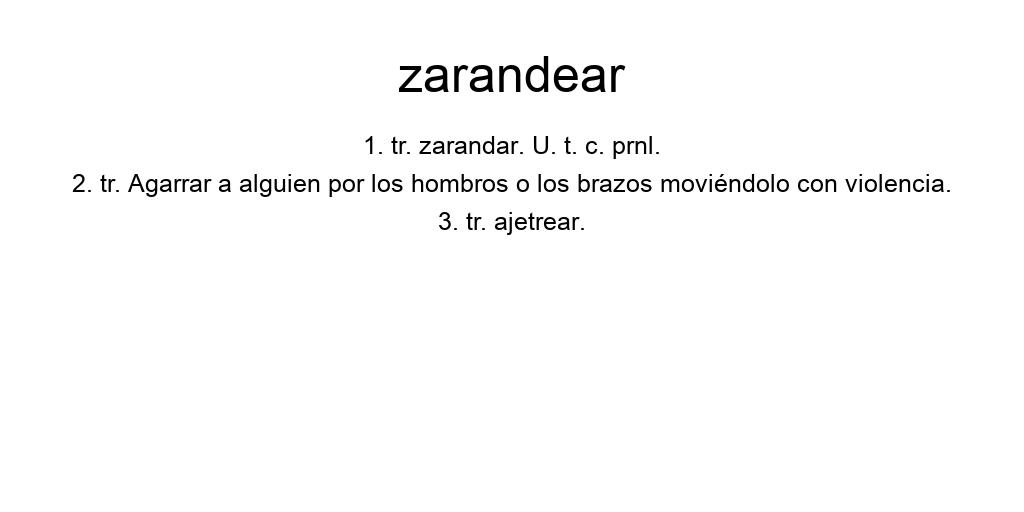 zarandear
1. tr. zarandar. U. t. c. prnl.
2. tr. Agarrar a alguien por los hombros o los brazos moviéndolo con violencia.
3. tr. ajetrear.